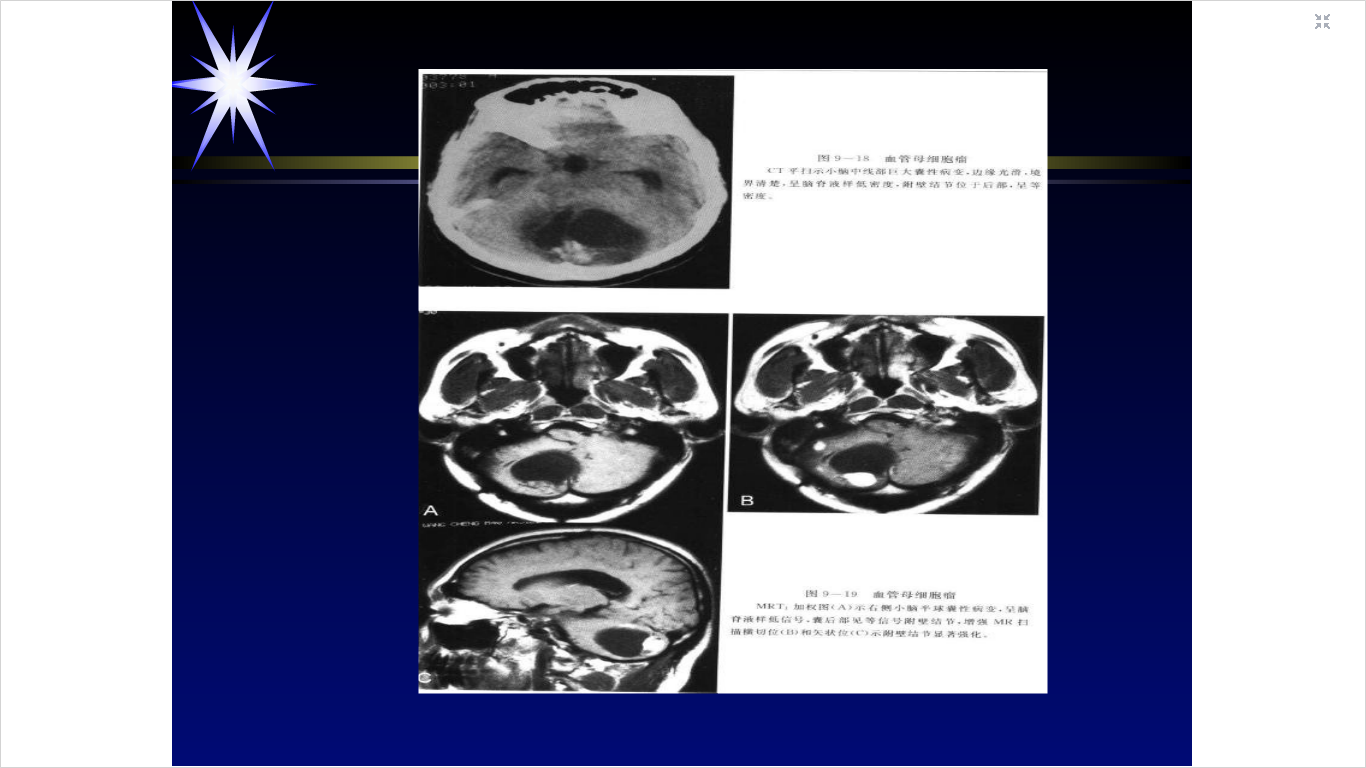 303:01
图 9—18 血管母细胞瘤
CT 平扫示小脑中线部巨大囊性病变,边缘光滑,境
界清楚,呈脑脊液样低密度,附壁结节位于后部,呈等
密度。
A
B
C
图 9—19 血管母细胞瘤
MRT₁ 加权图(A)示右侧小脑半球囊性病变,呈脑
脊液样低信号,囊后部见等信号附壁结节,增强 MR 扫
描横切位(B)和矢状位(C)示附壁结节显著强化。